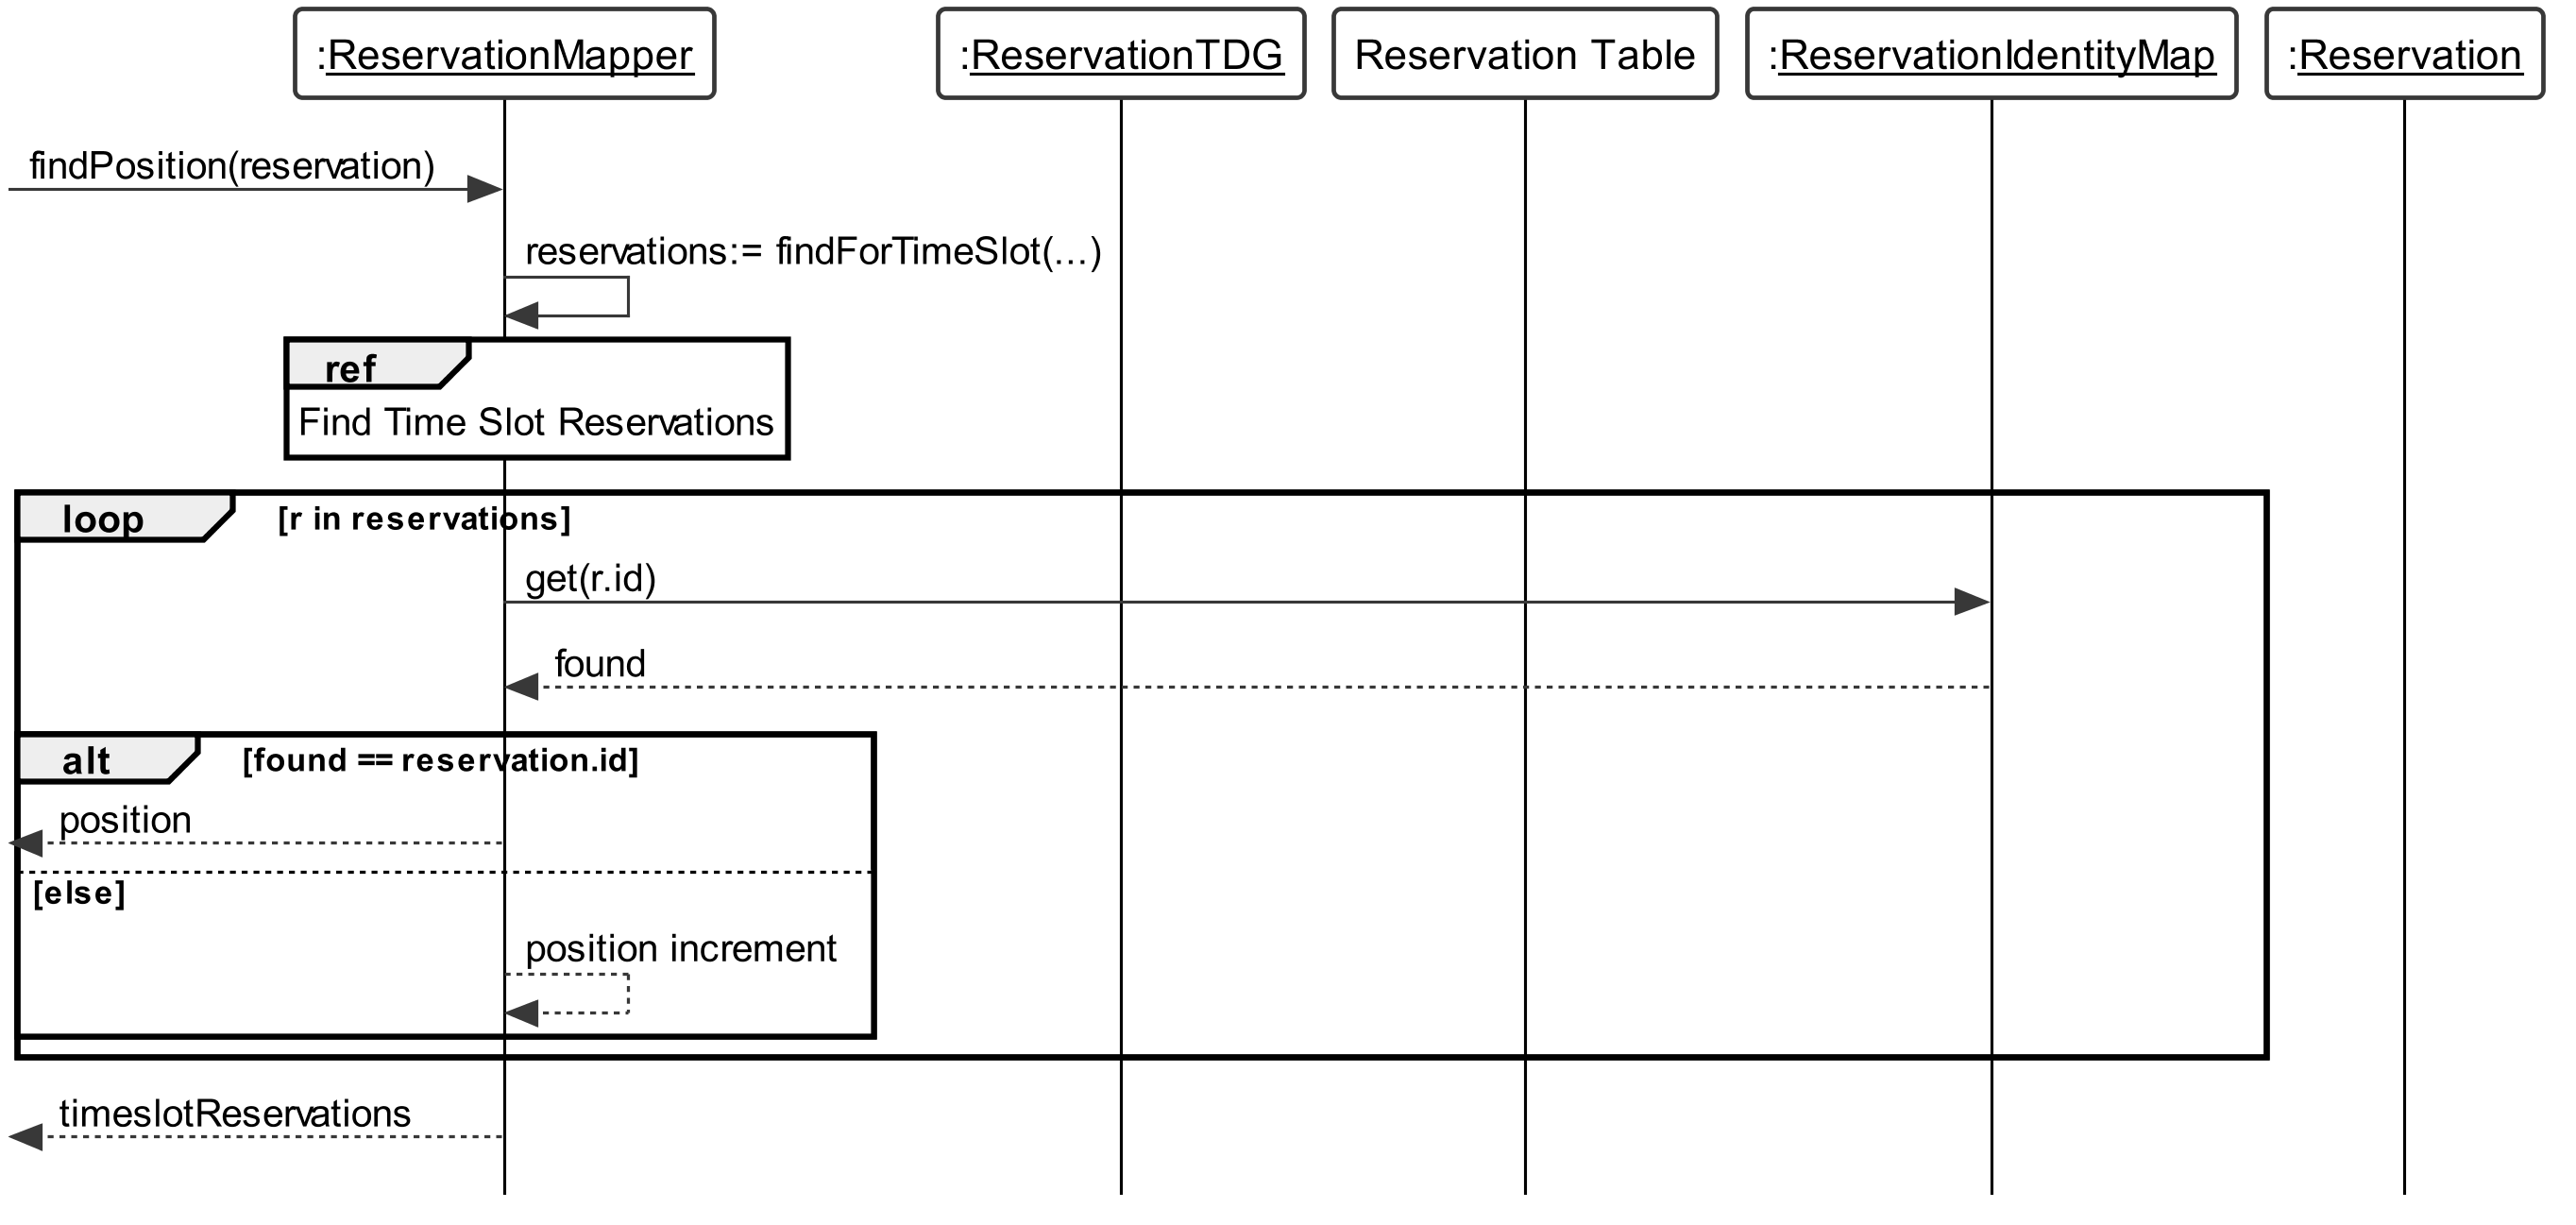 :ReservationMapper
:ReservationTDG
Reservation Table
:ReservationIdentityMap
:Reservation
findPosition(reservation)
reservations:= findForTimeSlot(...)
ref
Find Time Slot Reservations
loop
[r in reservations]
get(r.id)
found
alt
[found == reservation.id]
position
[else]
position increment
timeslotReservations